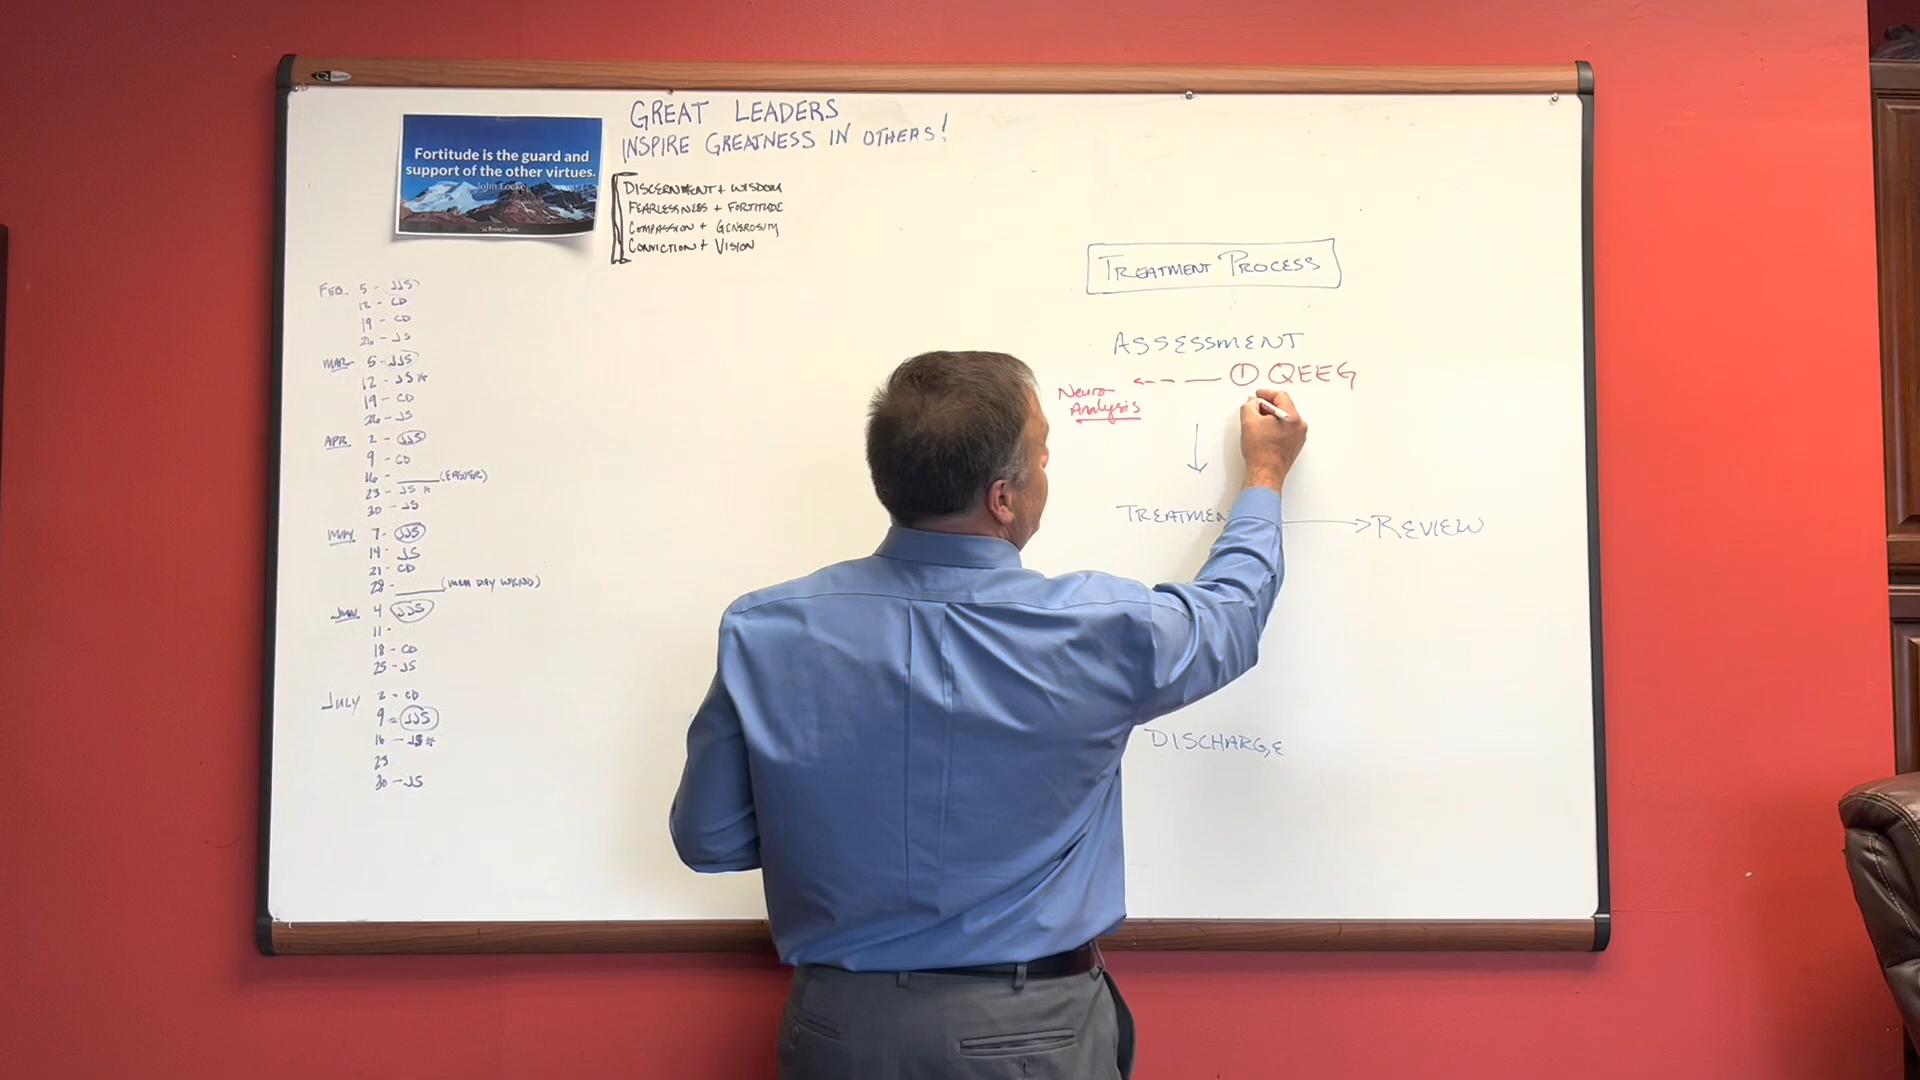 GREAT LEADERS
INSPIRE GREATNESS IN OTHERS!
Fortitude is the guard and
support of the other virtues.
John Locke
DISCERNMENT + WISDOM
FEARLESSNESS + FORTITUDE
COMPASSION + GENEROSITY
CONVICTION + VISION
FEB. 5 - JJS
12 - CD
19 - CD
26 - JS
MAR 5 - JJS
12 - JS*
19 - CD
26 - JS
APR 2 - JJS
9 - CD
16 - ____ (EASTER)
23 - JS *
30 - JS
MAY 7 - JJS
14 - JS
21 - CD
28 - ____ (MEM DAY WKND)
JUN. 4 JJS
11 -
18 - CD
25 - JS
JULY 2 - CD
9 - JJS
16 - JS*
23
30 - JS
TREATMENT PROCESS
ASSESSMENT
① QEEG
Neuro-
Analysis
TREATMEN
REVIEW
DISCHARGE